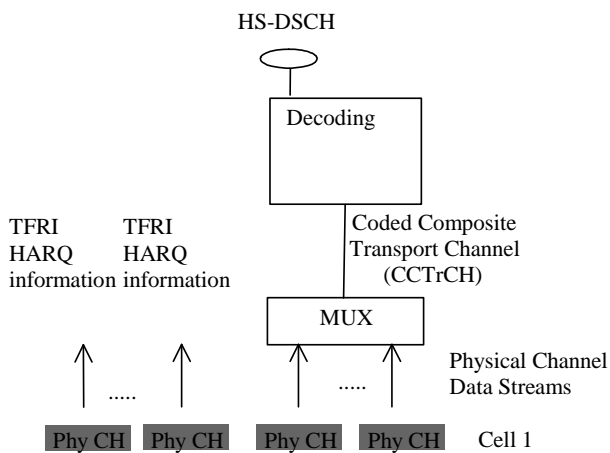 HS-DSCH
Decoding
TFRI
HARQ
information
TFRI
HARQ
information
Coded Composite
Transport Channel
(CCTrCH)
MUX
Physical Channel
Data Streams
.....
.....
Phy CH
Phy CH
Phy CH
Phy CH
Cell 1